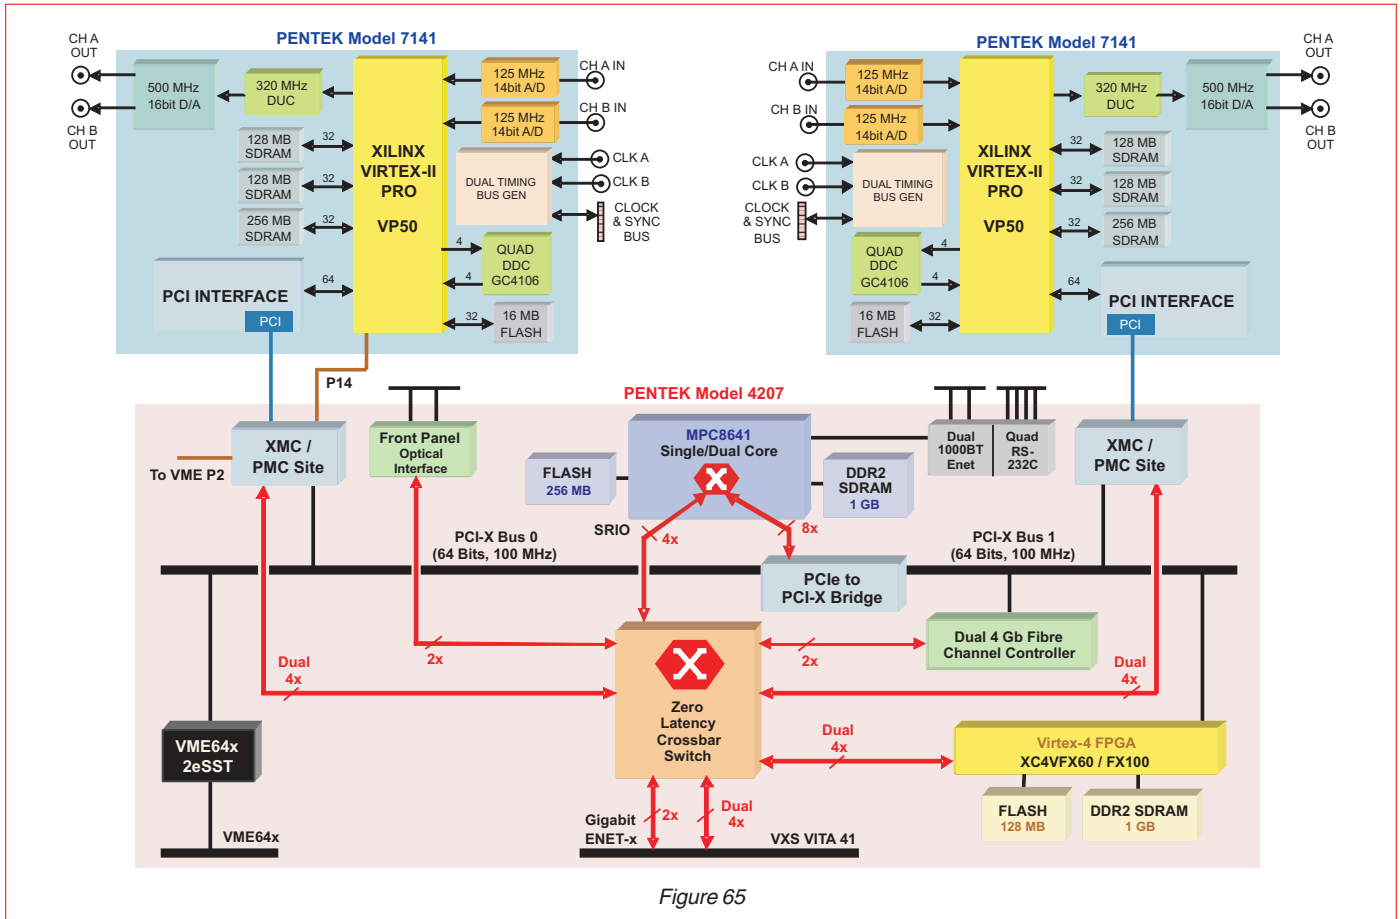 PENTEK Model 7141
CH A
OUT
CH B
OUT
500 MHz
16bit D/A
320 MHz
DUC
128 MB
SDRAM
128 MB
SDRAM
256 MB
SDRAM
32
32
32
64
PCI INTERFACE
PCI
XILINX
VIRTEX-II
PRO
VP50
125 MHz
14bit A/D
125 MHz
14bit A/D
CH A IN
CH B IN
DUAL TIMING
BUS GEN
CLK A
CLK B
CLOCK
& SYNC
BUS
4
4
QUAD
DDC
GC4106
32
16 MB
FLASH
P14
PENTEK Model 7141
CH A IN
CH B IN
125 MHz
14bit A/D
125 MHz
14bit A/D
CLK A
CLK B
CLOCK
& SYNC
BUS
DUAL TIMING
BUS GEN
QUAD
DDC
GC4106
4
4
16 MB
FLASH
32
XILINX
VIRTEX-II
PRO
VP50
320 MHz
DUC
500 MHz
16bit D/A
CH A
OUT
CH B
OUT
32
128 MB
SDRAM
32
128 MB
SDRAM
32
256 MB
SDRAM
64
PCI INTERFACE
PCI
PENTEK Model 4207
XMC /
PMC Site
To VME P2
Front Panel
Optical
Interface
FLASH
256 MB
MPC8641
Single/Dual Core
DDR2
SDRAM
1 GB
Dual
1000BT
Enet
Quad
RS-
232C
XMC /
PMC Site
SRIO
4x
8x
PCI-X Bus 0
(64 Bits, 100 MHz)
PCI-X Bus 1
(64 Bits, 100 MHz)
PCIe to
PCI-X Bridge
2x
2x
Dual 4 Gb Fibre
Channel Controller
Dual
4x
Dual
4x
Zero
Latency
Crossbar
Switch
Dual
4x
VME64x
2eSST
Virtex-4 FPGA
XC4VFX60 / FX100
FLASH
128 MB
DDR2 SDRAM
1 GB
Gigabit
ENET-x
2x
Dual
4x
VME64x
VXS VITA 41
Figure 65